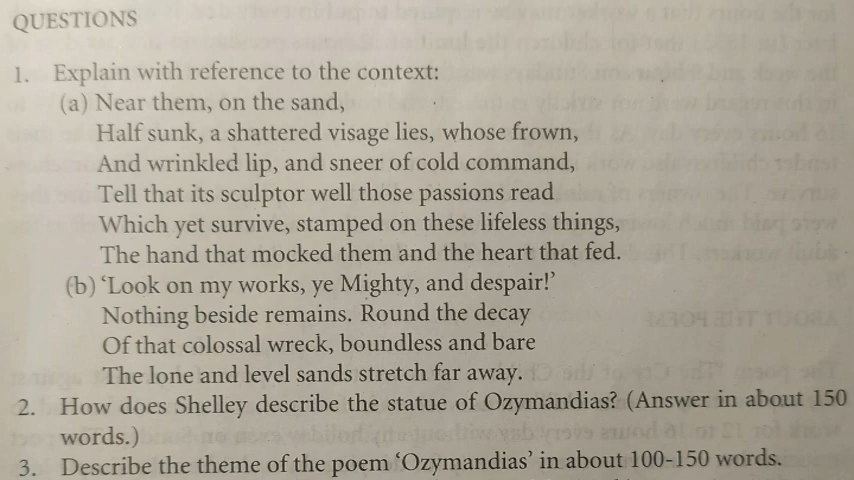 QUESTIONS
1. Explain with reference to the context:
(a) Near them, on the sand,
Half sunk, a shattered visage lies, whose frown,
And wrinkled lip, and sneer of cold command,
Tell that its sculptor well those passions read
Which yet survive, stamped on these lifeless things,
The hand that mocked them and the heart that fed.
(b) ‘Look on my works, ye Mighty, and despair!’
Nothing beside remains. Round the decay
Of that colossal wreck, boundless and bare
The lone and level sands stretch far away.
2. How does Shelley describe the statue of Ozymandias? (Answer in about 150
words.)
3. Describe the theme of the poem ‘Ozymandias’ in about 100-150 words.